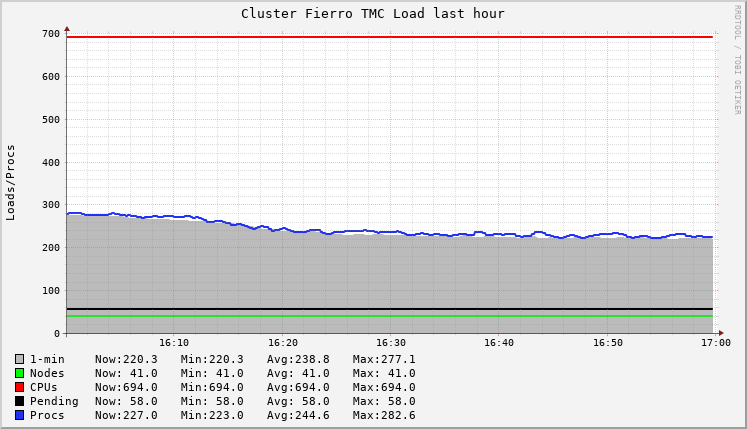 Cluster Fierro TMC Load last hour
RRDTOOL / TOBI OETIKER
Loads/Procs
700
600
500
400
300
200
100
0
16:10 16:20 16:30 16:40 16:50 17:00
1-min Now:220.3 Min:220.3 Avg:238.8 Max:277.1
Nodes Now: 41.0 Min: 41.0 Avg: 41.0 Max: 41.0
CPUs Now:694.0 Min:694.0 Avg:694.0 Max:694.0
Pending Now: 58.0 Min: 58.0 Avg: 58.0 Max: 58.0
Procs Now:227.0 Min:223.0 Avg:244.6 Max:282.6